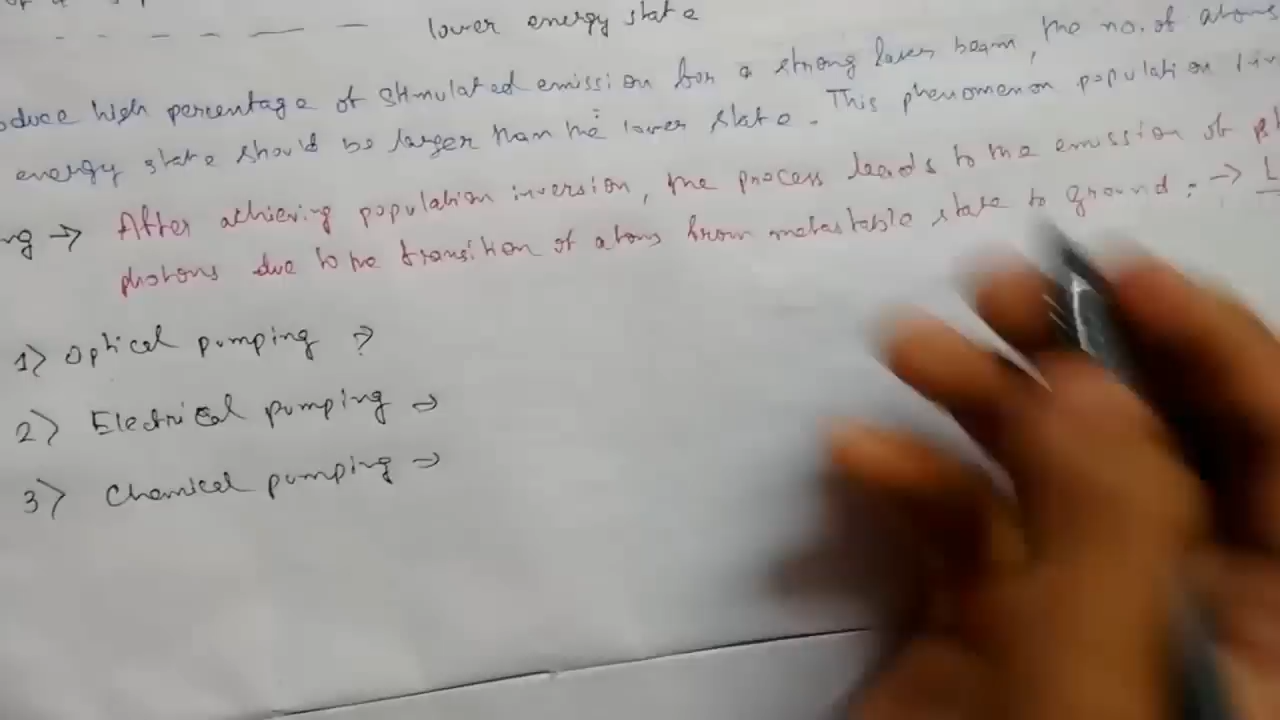 lower energy state
oduce high percentage of stimulated emission for a strong laser beam, the no. of atoms
energy state should be larger than the lower state. This phenomenon population
ng → After achieving population inversion, the process leads to the emission of
photons due to the transition of atoms from metastable state to ground. →
1) Optical pumping →
2) Electrical pumping →
3) Chemical pumping →